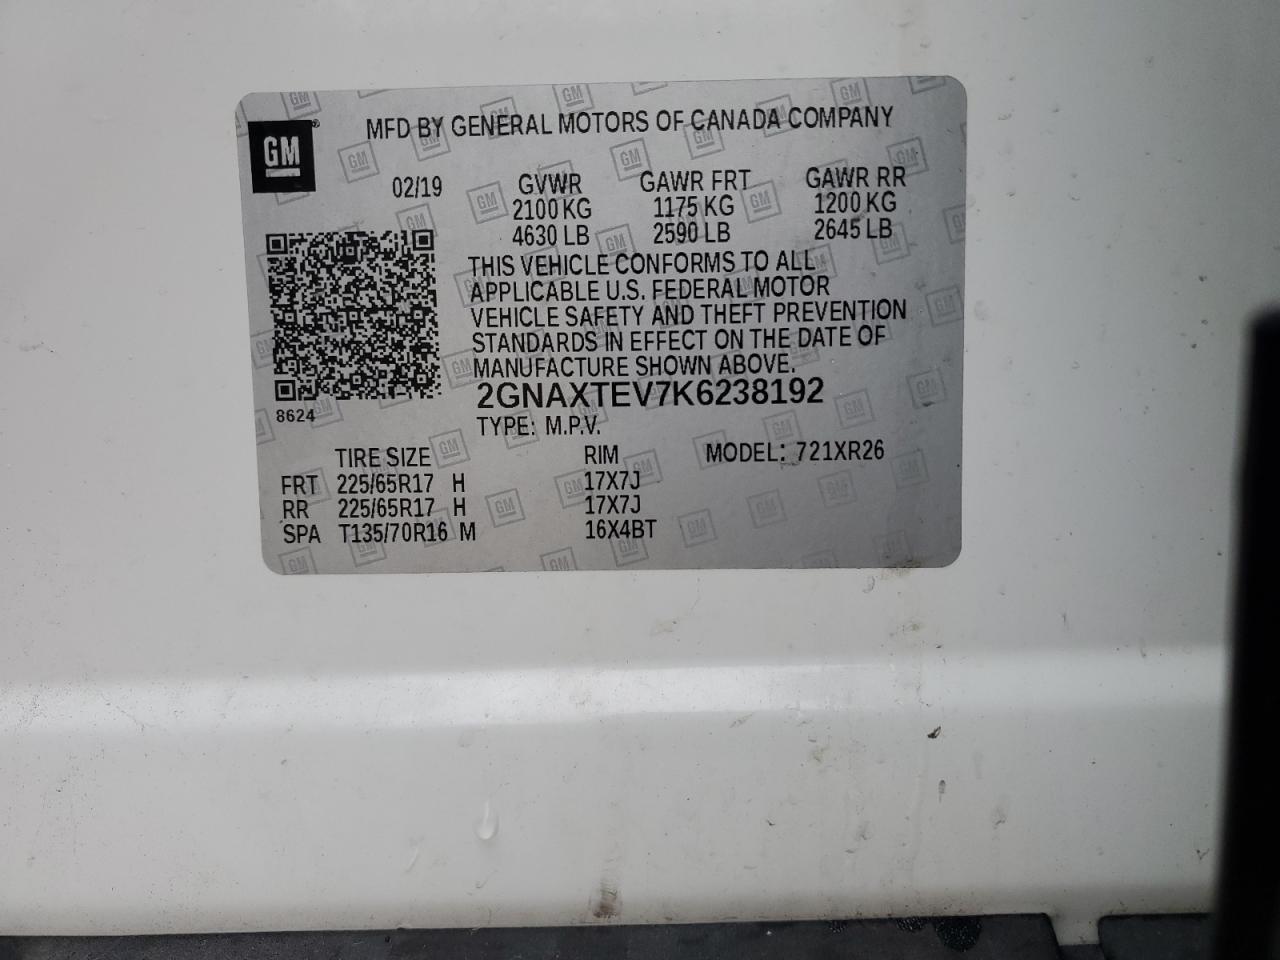 GM
MFD BY GENERAL MOTORS OF CANADA COMPANY
02/19 GVWR GAWR FRT GAWR RR
2100 KG 1175 KG 1200 KG
4630 LB 2590 LB 2645 LB
THIS VEHICLE CONFORMS TO ALL
APPLICABLE U.S. FEDERAL MOTOR
VEHICLE SAFETY AND THEFT PREVENTION
STANDARDS IN EFFECT ON THE DATE OF
MANUFACTURE SHOWN ABOVE.
8624
2GNAXTEV7K6238192
TYPE: M.P.V.
TIRE SIZE RIM MODEL: 721XR26
FRT 225/65R17 H 17X7J
RR 225/65R17 H 17X7J
SPA T135/70R16 M 16X4BT